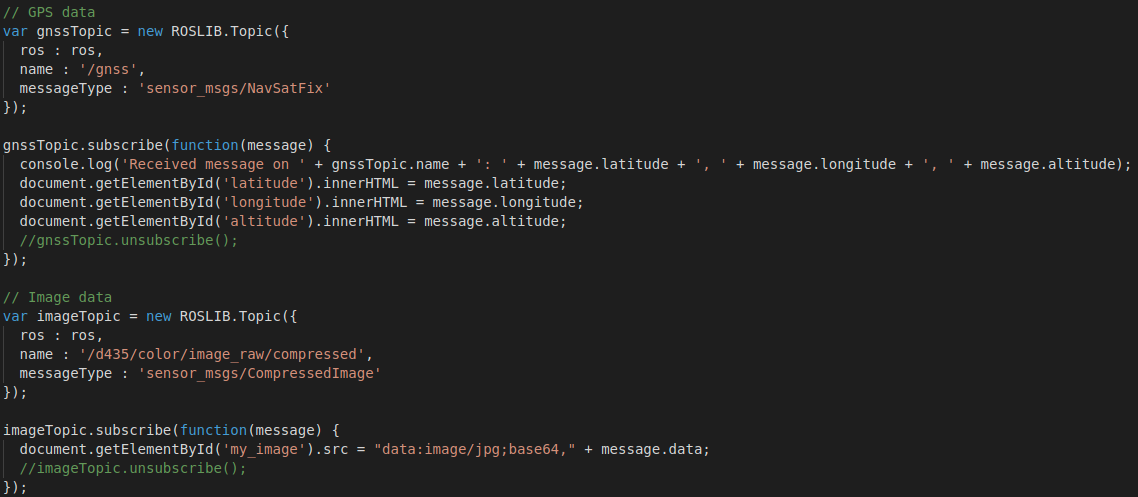 // GPS data
var gnssTopic = new ROSLIB.Topic({
  ros : ros,
  name : '/gnss',
  messageType : 'sensor_msgs/NavSatFix'
});

gnssTopic.subscribe(function(message) {
  console.log('Received message on ' + gnssTopic.name + ': ' + message.latitude + ', ' + message.longitude + ', ' + message.altitude);
  document.getElementById('latitude').innerHTML = message.latitude;
  document.getElementById('longitude').innerHTML = message.longitude;
  document.getElementById('altitude').innerHTML = message.altitude;
  //gnssTopic.unsubscribe();
});

// Image data
var imageTopic = new ROSLIB.Topic({
  ros : ros,
  name : '/d435/color/image_raw/compressed',
  messageType : 'sensor_msgs/CompressedImage'
});

imageTopic.subscribe(function(message) {
  document.getElementById('my_image').src = "data:image/jpg;base64," + message.data;
  //imageTopic.unsubscribe();
});